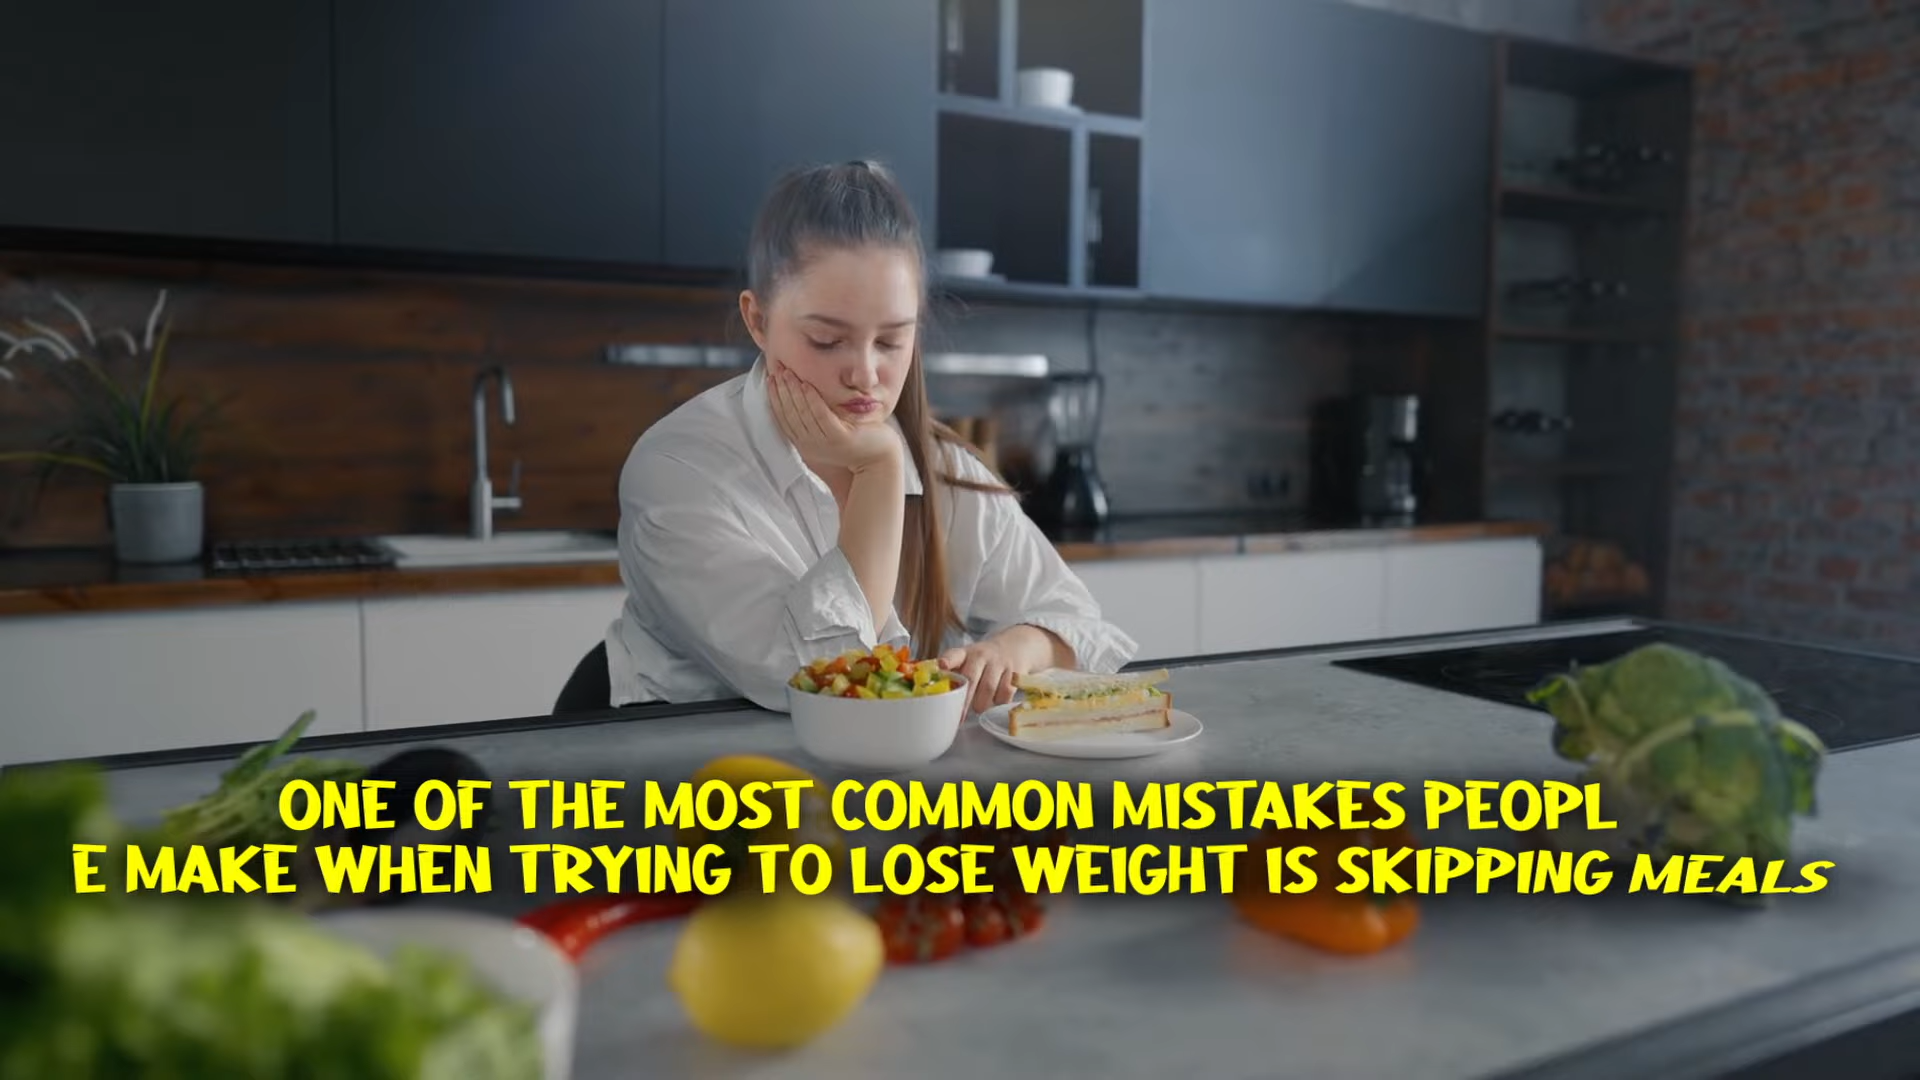 ONE OF THE MOST COMMON MISTAKES PEOPL
E MAKE WHEN TRYING TO LOSE WEIGHT IS SKIPPING MEALS